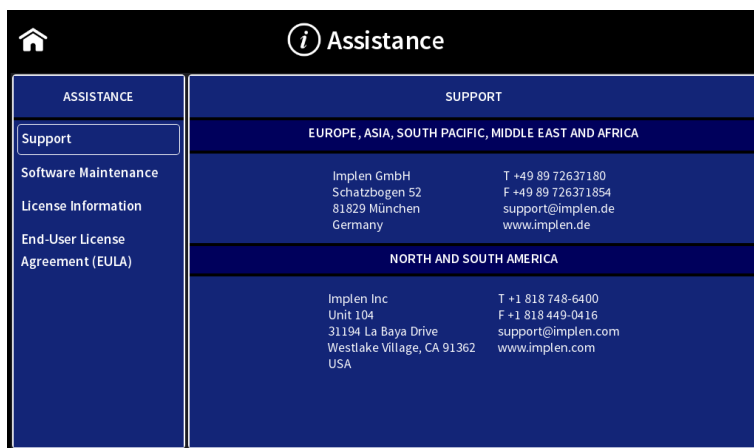 Assistance
ASSISTANCE
Support
Software Maintenance
License Information
End-User License
Agreement (EULA)
SUPPORT
EUROPE, ASIA, SOUTH PACIFIC, MIDDLE EAST AND AFRICA
Implen GmbH
Schatzbogen 52
81829 München
Germany
T +49 89 72637180
F +49 89 726371854
support@implen.de
www.implen.de
NORTH AND SOUTH AMERICA
Implen Inc
Unit 104
31194 La Baya Drive
Westlake Village, CA 91362
USA
T +1 818 748-6400
F +1 818 449-0416
support@implen.com
www.implen.com